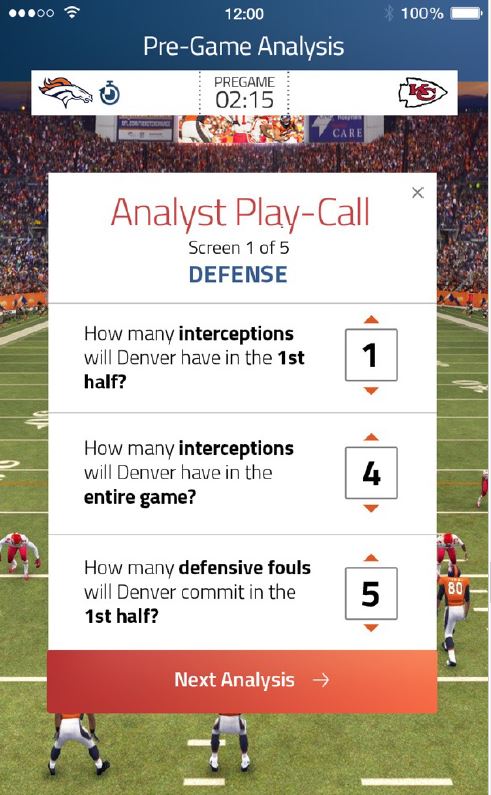 12:00
100%
Pre-Game Analysis
PREGAME
02:15
KC
CARE
×
Analyst Play-Call
Screen 1 of 5
DEFENSE
How many interceptions
will Denver have in the 1st
half?
1
How many interceptions
will Denver have in the
entire game?
4
How many defensive fouls
will Denver commit in the
1st half?
5
80
Next Analysis →